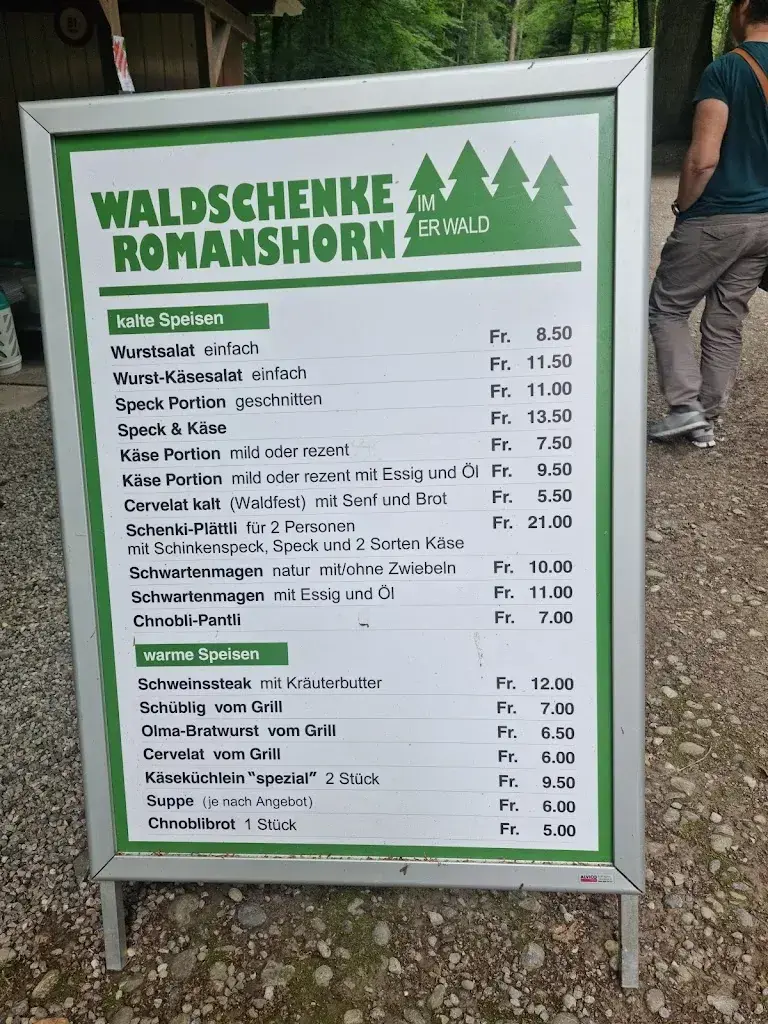 WALDSCHENKE
ROMANSHORN
IM
ER WALD
kalte Speisen
Wurstsalat einfach Fr. 8.50
Wurst-Käsesalat einfach Fr. 11.50
Speck Portion geschnitten Fr. 11.00
Speck & Käse Fr. 13.50
Käse Portion mild oder rezent Fr. 7.50
Käse Portion mild oder rezent mit Essig und Öl Fr. 9.50
Cervelat kalt (Waldfest) mit Senf und Brot Fr. 5.50
Schenki-Plättli für 2 Personen Fr. 21.00
mit Schinkenspeck, Speck und 2 Sorten Käse
Schwartenmagen natur mit/ohne Zwiebeln Fr. 10.00
Schwartenmagen mit Essig und Öl Fr. 11.00
Chnobli-Pantli Fr. 7.00
warme Speisen
Schweinssteak mit Kräuterbutter Fr. 12.00
Schüblig vom Grill Fr. 7.00
Olma-Bratwurst vom Grill Fr. 6.50
Cervelat vom Grill Fr. 6.00
Käseküchlein "spezial" 2 Stück Fr. 9.50
Suppe (je nach Angebot) Fr. 6.00
Chnoblibrot 1 Stück Fr. 5.00